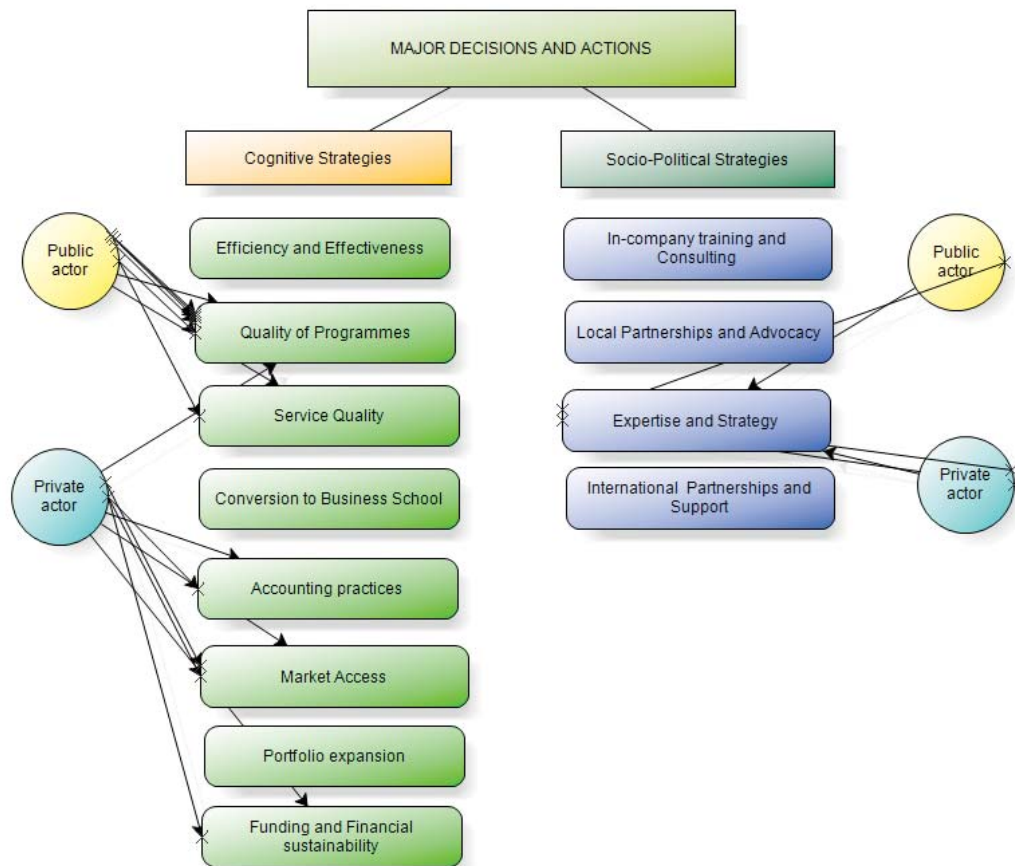 MAJOR DECISIONS AND ACTIONS
Cognitive Strategies
Socio-Political Strategies
Public
actor
Efficiency and Effectiveness
In-company training and
Consulting
Public
actor
Quality of Programmes
Local Partnerships and Advocacy
Service Quality
Expertise and Strategy
Private
actor
Conversion to Business School
International Partnerships and
Support
Private
actor
Accounting practices
Market Access
Portfolio expansion
Funding and Financial
sustainability